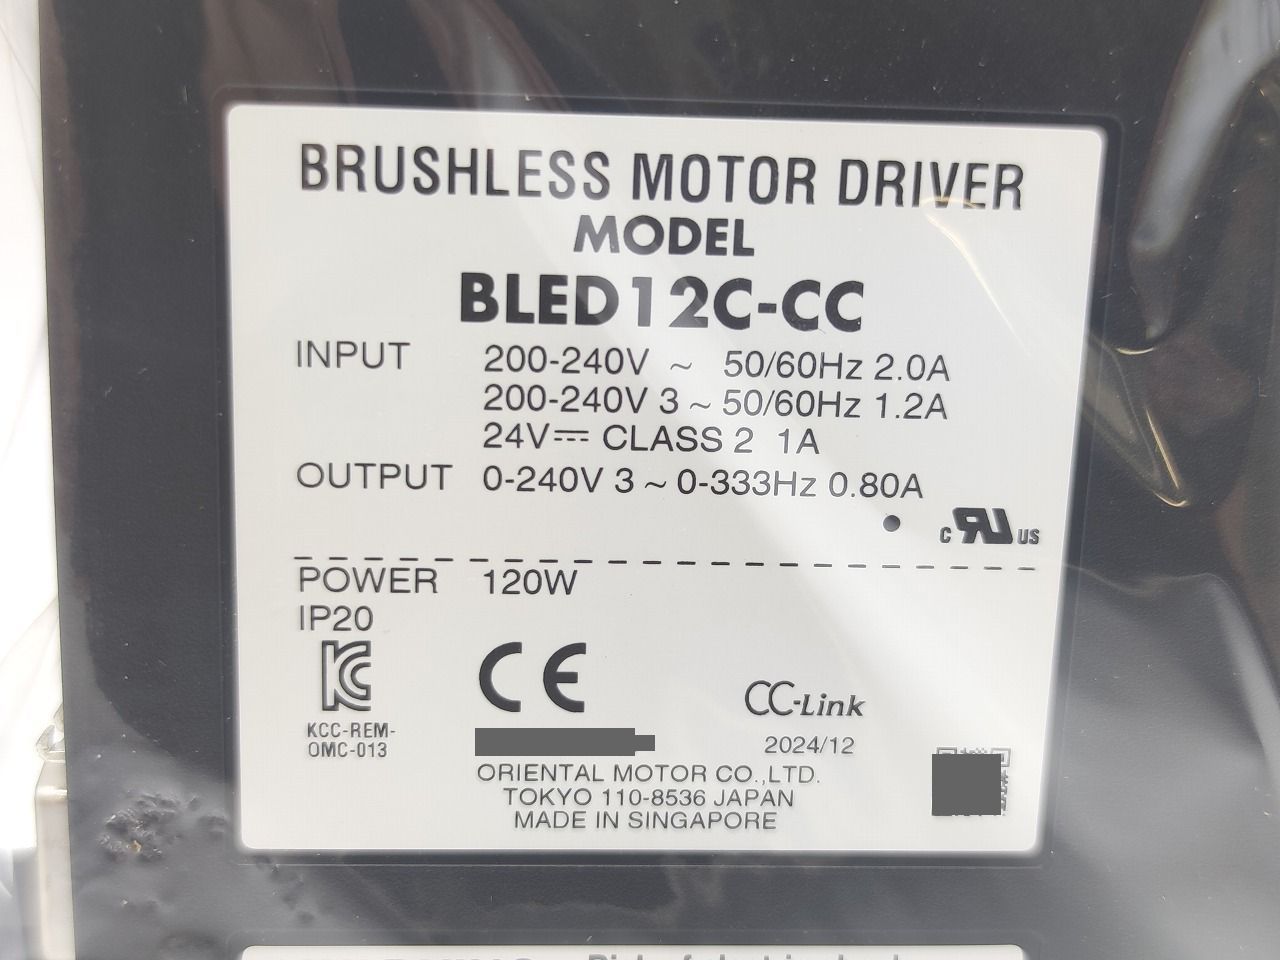 BRUSHLESS MOTOR DRIVER
MODEL
BLED12C-CC
INPUT 200-240V ~ 50/60Hz 2.0A
200-240V 3~ 50/60Hz 1.2A
24V⎓ CLASS 2 1A
OUTPUT 0-240V 3~ 0-333Hz 0.80A
c RU US
POWER 120W
IP20
KC CE CC-Link
KCC-REM-
OMC-013
2024/12
ORIENTAL MOTOR CO.,LTD.
TOKYO 110-8536 JAPAN
MADE IN SINGAPORE